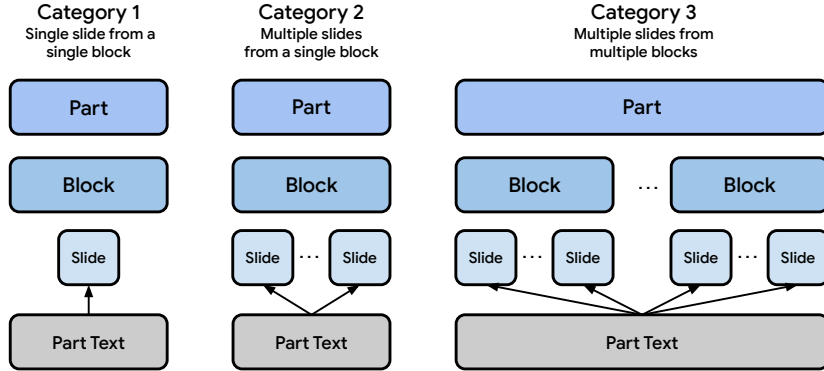 Category 1
Single slide from a
single block
Category 2
Multiple slides
from a single block
Category 3
Multiple slides from
multiple blocks
Part
Part
Part
Block
Block
Block
...
Block
Slide
Slide
...
Slide
Slide
...
Slide
Slide
...
Slide
Part Text
Part Text
Part Text